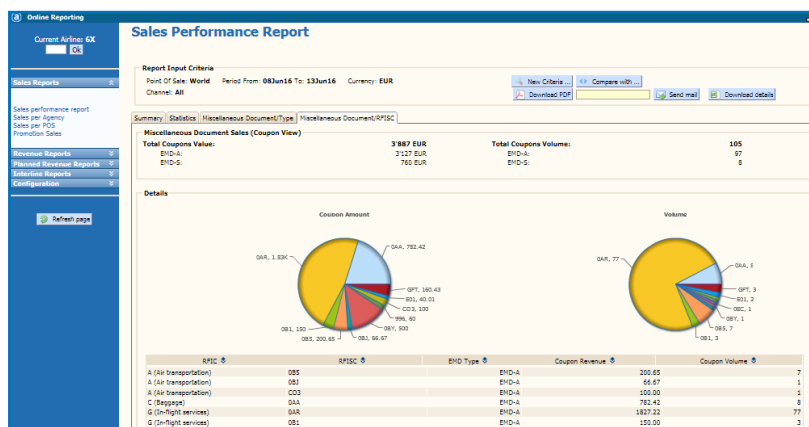 Online Reporting
Current Airline: 6X
Ok
Sales Performance Report
Report Input Criteria
Point Of Sale: World Period From: 08Jun16 To: 13Jun16 Currency: EUR
Channel: All
New Criteria ... Compare with ...
Download PDF Send mail Download details
Sales Reports
Sales performance report
Sales per Agency
Sales per POS
Promotion Sales
Revenue Reports
Planned Revenue Reports
Interline Reports
Configuration
Refresh page
Summary Statistics Miscellaneous Document/Type Miscellaneous Document/RFISC
Miscellaneous Document Sales (Coupon View)
Total Coupons Value: 3'887 EUR Total Coupons Volume: 105
EMD-A: 3'127 EUR EMD-A: 97
EMD-S: 760 EUR EMD-S: 8
Details
Coupon Amount
0AR, 1.83K
0AA, 782.42
GPT, 160.43
E01, 40.01
CO3, 100
996, 60
0BY, 500
0BJ, 66.67
0B5, 200.65
0B1, 150
Volume
0AR, 77
GPT, 3
E01, 2
0BC, 1
0BY, 1
0B5, 7
0B1, 3
RFIC RFISC EMD Type Coupon Revenue Coupon Volume
A (Air transportation) 0B5 EMD-A 200.65 7
A (Air transportation) 0BJ EMD-A 66.67 1
A (Air transportation) CO3 EMD-A 100.00 1
C (Baggage) 0AA EMD-A 782.42 8
G (In-flight services) 0AR EMD-A 1827.22 77
G (In-flight services) 0B1 EMD-A 150.00 3